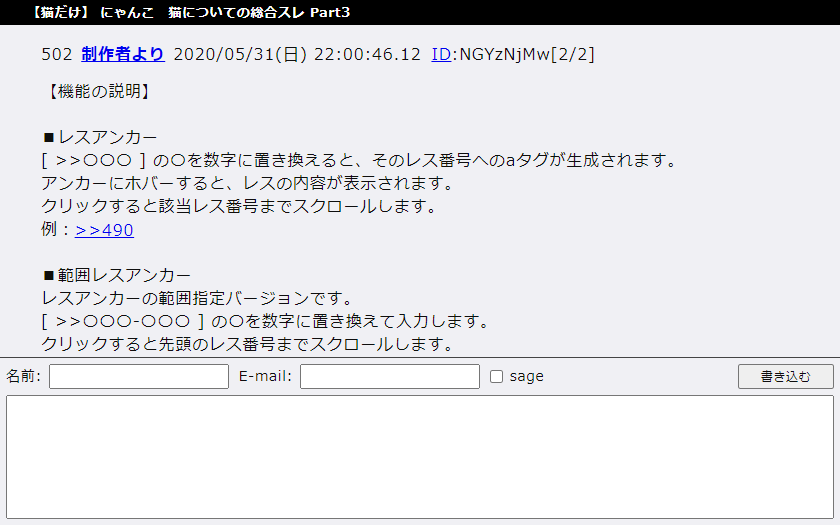 【猫だけ】 にゃんこ　猫についての総合スレ Part3
502 制作者より 2020/05/31(日) 22:00:46.12 ID:NGYzNjMw[2/2]
【機能の説明】
■レスアンカー
[ >>〇〇〇 ] の〇を数字に置き換えると、そのレス番号へのaタグが生成されます。
アンカーにホバーすると、レスの内容が表示されます。
クリックすると該当レス番号までスクロールします。
例：>>490
■範囲レスアンカー
レスアンカーの範囲指定バージョンです。
[ >>〇〇〇-〇〇〇 ] の〇を数字に置き換えて入力します。
クリックすると先頭のレス番号までスクロールします。
名前: E-mail: sage 書き込む